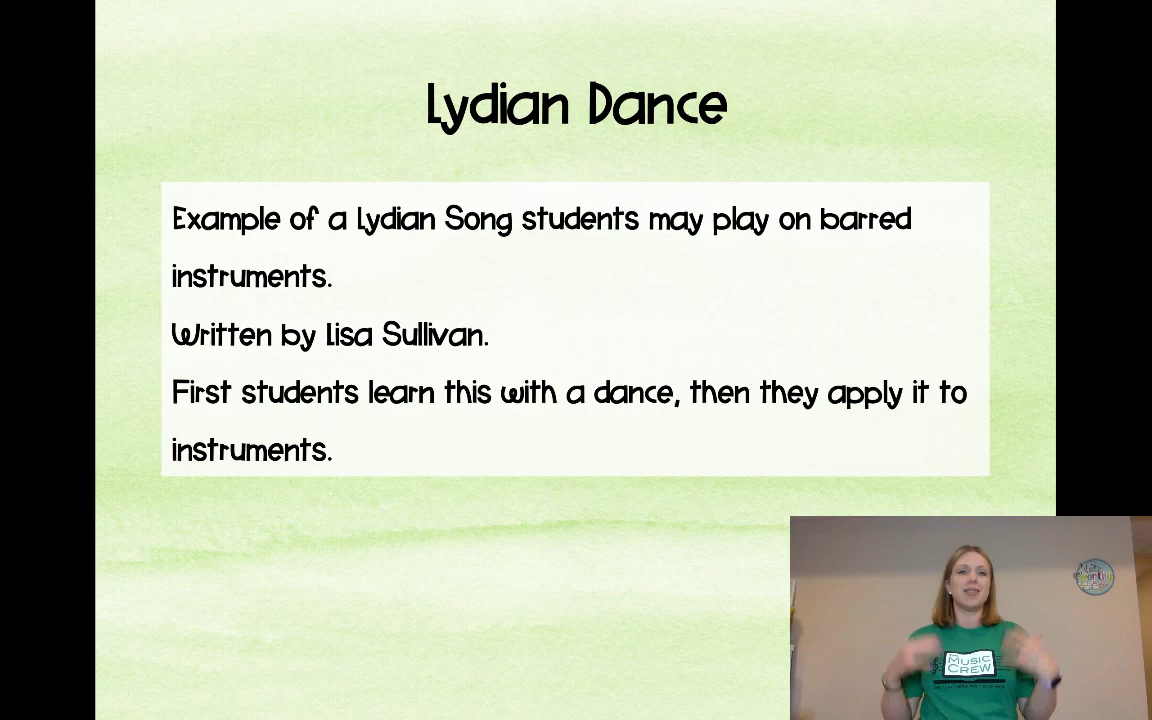 Lydian Dance
Example of a Lydian Song students may play on barred
instruments.
Written by Lisa Sullivan.
First students learn this with a dance, then they apply it to
instruments.
worthy
MUSIC
CREW